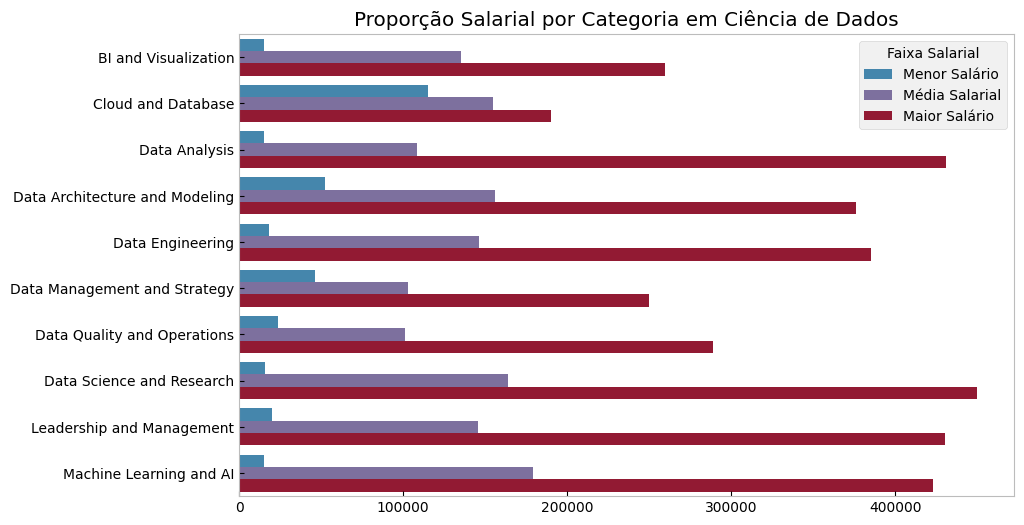 Proporção Salarial por Categoria em Ciência de Dados
Faixa Salarial
Menor Salário
Média Salarial
Maior Salário
BI and Visualization
Cloud and Database
Data Analysis
Data Architecture and Modeling
Data Engineering
Data Management and Strategy
Data Quality and Operations
Data Science and Research
Leadership and Management
Machine Learning and AI
0 100000 200000 300000 400000